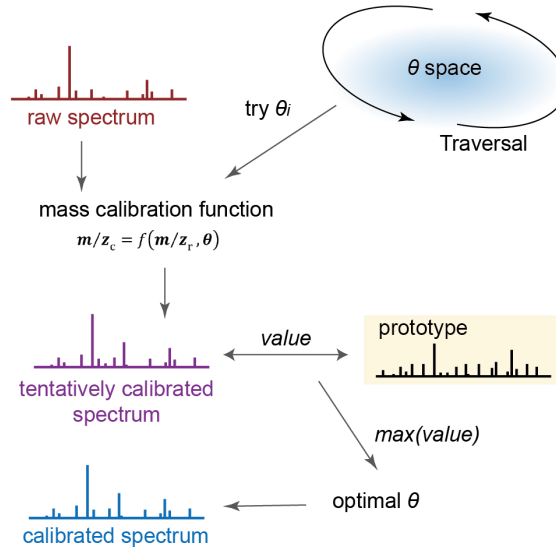 θ space
try θi
Traversal
raw spectrum
mass calibration function
m/zc = f(m/zr, θ)
value
prototype
tentatively calibrated
spectrum
max(value)
optimal θ
calibrated spectrum